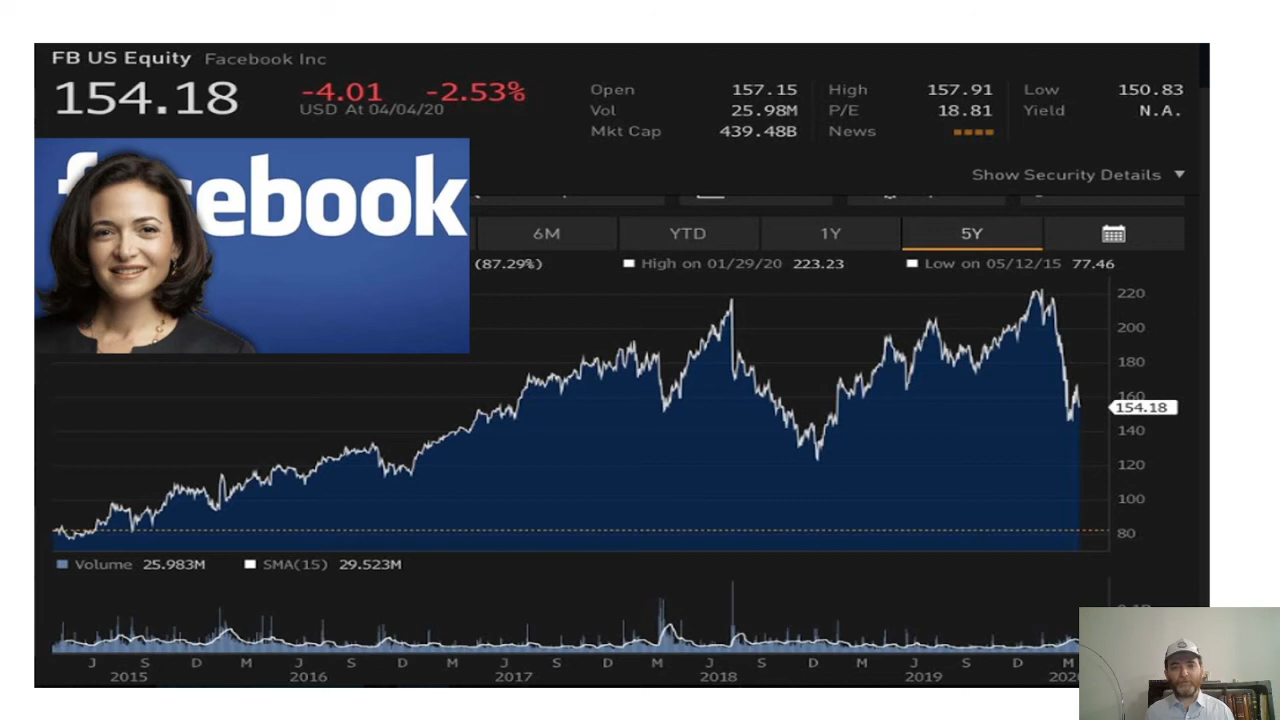 FB US Equity Facebook Inc
154.18 -4.01 -2.53%
USD At 04/04/20
Open 157.15 High 157.91 Low 150.83
Vol 25.98M P/E 18.81 Yield N.A.
Mkt Cap 439.48B News
Show Security Details
facebook
6M YTD 1Y 5Y
(87.29%) High on 01/29/20 223.23 Low on 05/12/15 77.46
220
200
180
160
154.18
140
120
100
80
Volume 25.983M SMA(15) 29.523M
J S D M J S D M J S D M J S D M J S D M
2015 2016 2017 2018 2019